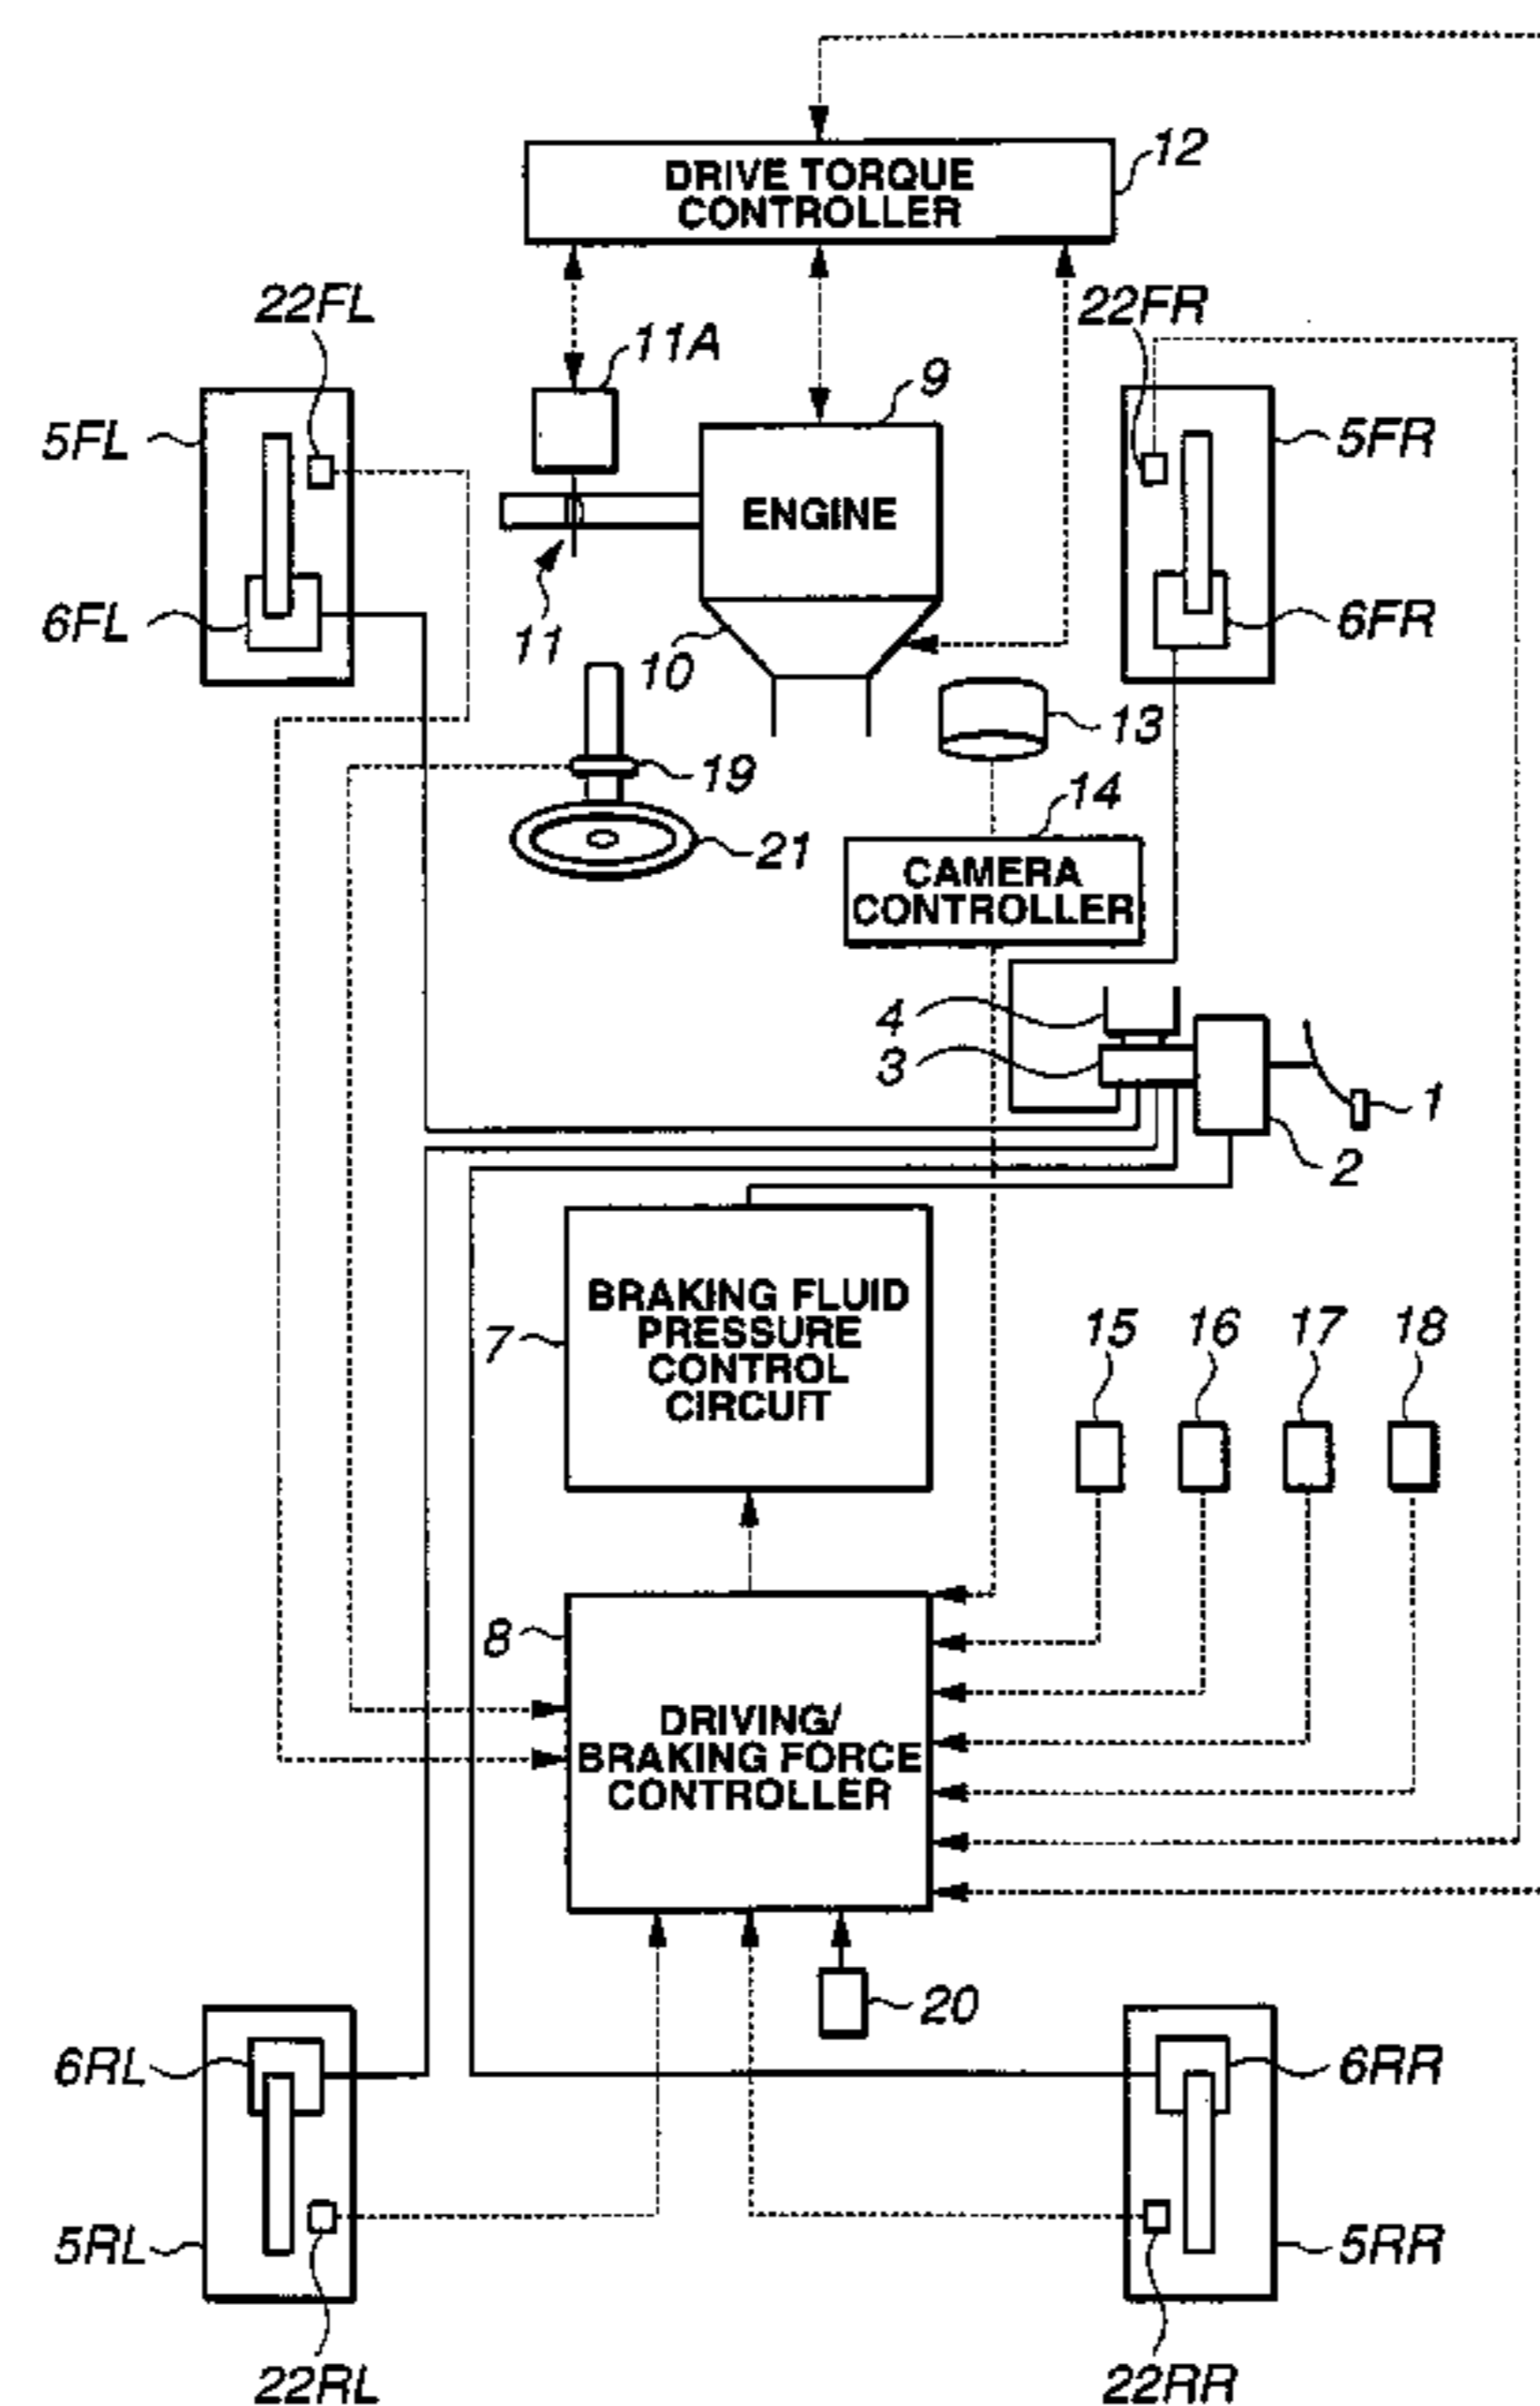 12
DRIVE TORQUE
CONTROLLER
22FL
22FR
11A
9
5FL
5FR
ENGINE
6FL
6FR
11
10
13
19
14
21
CAMERA
CONTROLLER
4
3
1
2
BRAKING FLUID
PRESSURE
CONTROL
CIRCUIT
7
15
16
17
18
8
DRIVING/
BRAKING FORCE
CONTROLLER
20
6RL
6RR
5RL
5RR
22RL
22RR